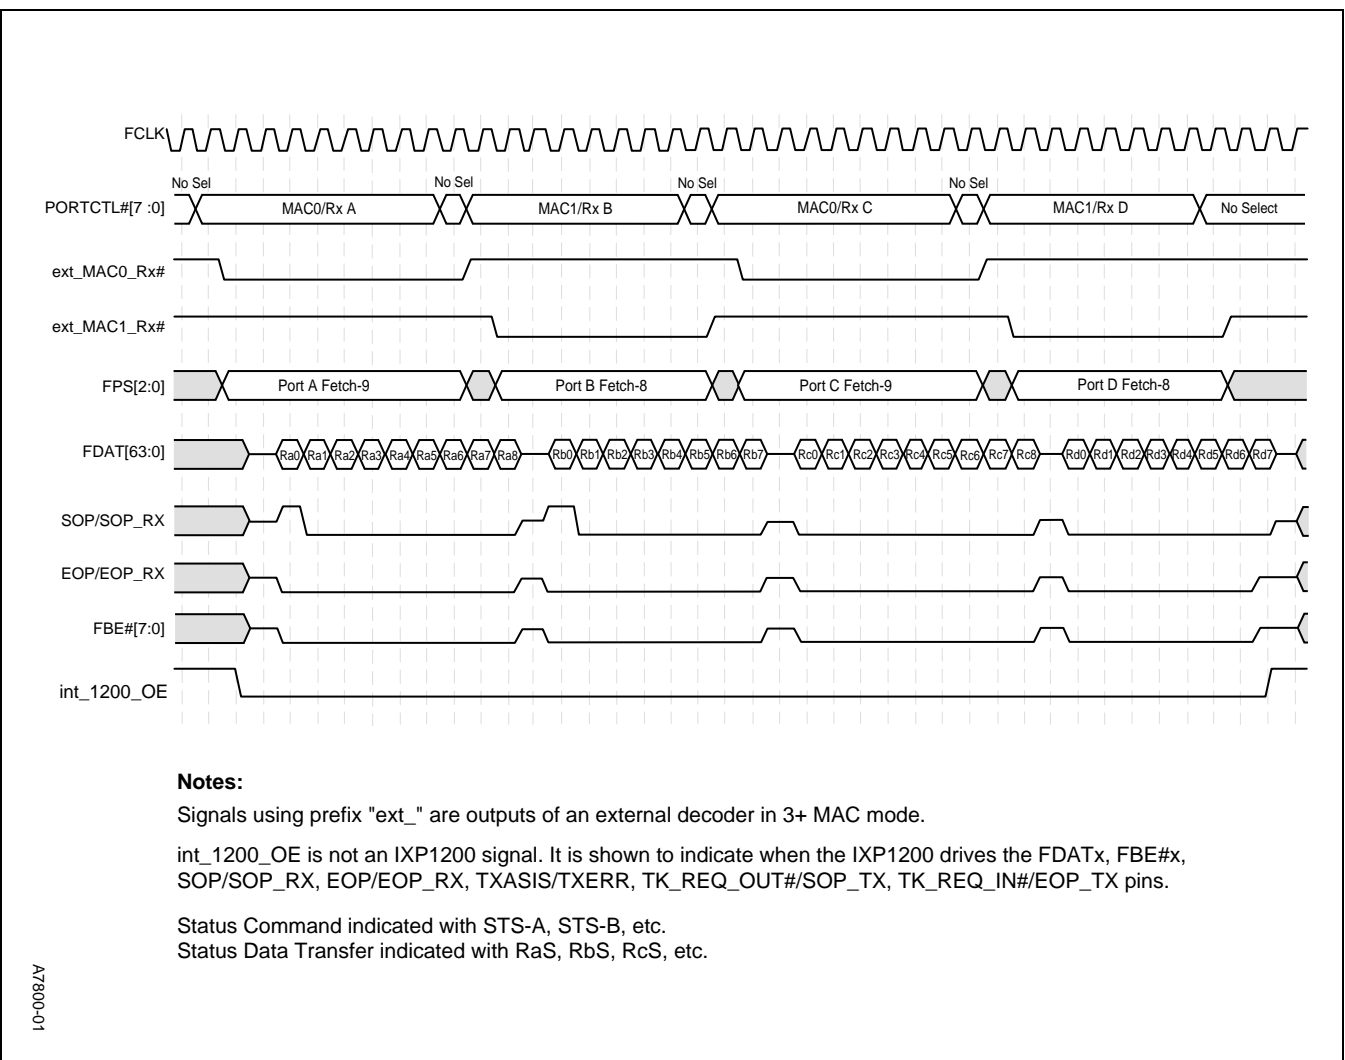 FCLK
No Sel No Sel No Sel No Sel
PORTCTL#[7 :0] MAC0/Rx A MAC1/Rx B MAC0/Rx C MAC1/Rx D No Select
ext_MAC0_Rx#
ext_MAC1_Rx#
FPS[2:0] Port A Fetch-9 Port B Fetch-8 Port C Fetch-9 Port D Fetch-8
FDAT[63:0] Ra0 Ra1 Ra2 Ra3 Ra4 Ra5 Ra6 Ra7 Ra8 Rb0 Rb1 Rb2 Rb3 Rb4 Rb5 Rb6 Rb7 Rc0 Rc1 Rc2 Rc3 Rc4 Rc5 Rc6 Rc7 Rc8 Rd0 Rd1 Rd2 Rd3 Rd4 Rd5 Rd6 Rd7
SOP/SOP_RX
EOP/EOP_RX
FBE#[7:0]
int_1200_OE
Notes:
Signals using prefix "ext_" are outputs of an external decoder in 3+ MAC mode.
int_1200_OE is not an IXP1200 signal. It is shown to indicate when the IXP1200 drives the FDATx, FBE#x,
SOP/SOP_RX, EOP/EOP_RX, TXASIS/TXERR, TK_REQ_OUT#/SOP_TX, TK_REQ_IN#/EOP_TX pins.
Status Command indicated with STS-A, STS-B, etc.
Status Data Transfer indicated with RaS, RbS, RcS, etc.
A7800-01